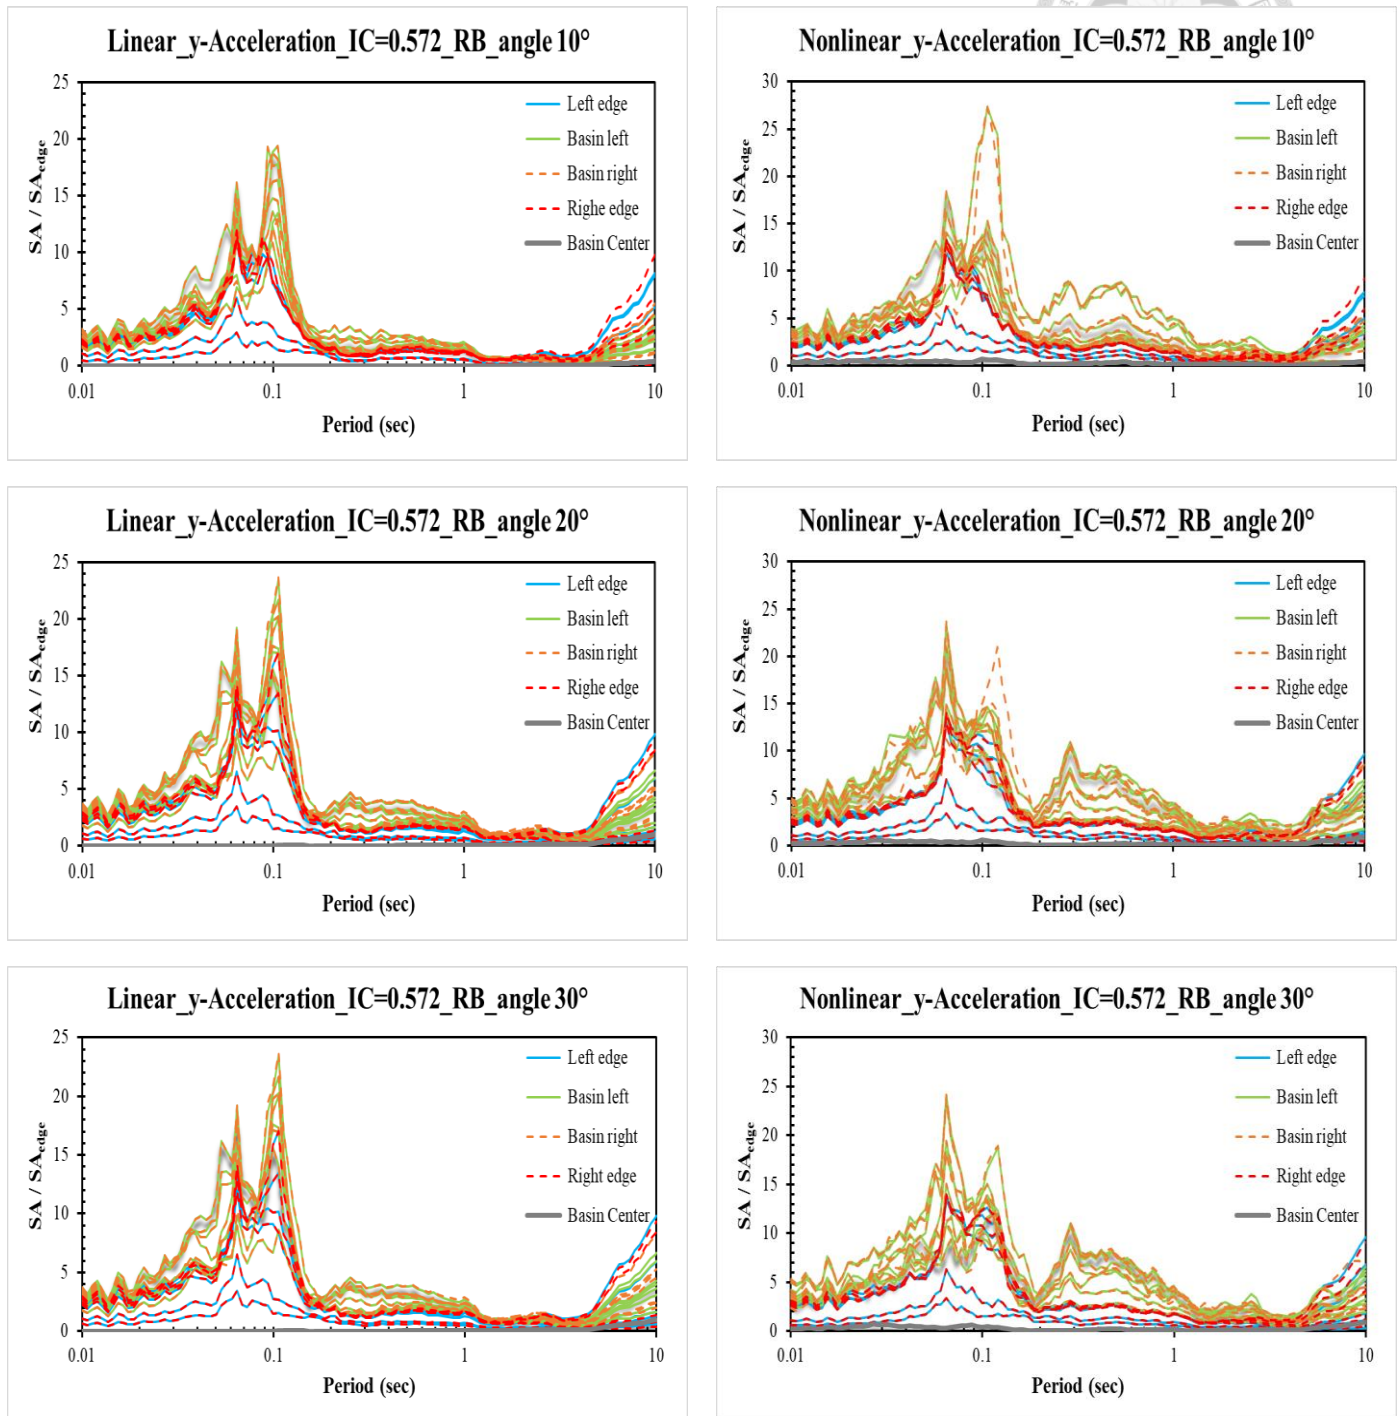 Linear_y-Acceleration_IC=0.572_RB_angle 10°
25
20
15
10
5
0
SA / SAedge
0.01 0.1 1 10
Period (sec)
Left edge
Basin left
Basin right
Righe edge
Basin Center
Nonlinear_y-Acceleration_IC=0.572_RB_angle 10°
30
25
20
15
10
5
0
SA / SAedge
0.01 0.1 1 10
Period (sec)
Left edge
Basin left
Basin right
Righe edge
Basin Center
Linear_y-Acceleration_IC=0.572_RB_angle 20°
25
20
15
10
5
0
SA / SAedge
0.01 0.1 1 10
Period (sec)
Left edge
Basin left
Basin right
Righe edge
Basin Center
Nonlinear_y-Acceleration_IC=0.572_RB_angle 20°
30
25
20
15
10
5
0
SA / SAedge
0.01 0.1 1 10
Period (sec)
Left edge
Basin left
Basin right
Righe edge
Basin Center
Linear_y-Acceleration_IC=0.572_RB_angle 30°
25
20
15
10
5
0
SA / SAedge
0.01 0.1 1 10
Period (sec)
Left edge
Basin left
Basin right
Right edge
Basin Center
Nonlinear_y-Acceleration_IC=0.572_RB_angle 30°
30
25
20
15
10
5
0
SA / SAedge
0.01 0.1 1 10
Period (sec)
Left edge
Basin left
Basin right
Right edge
Basin Center